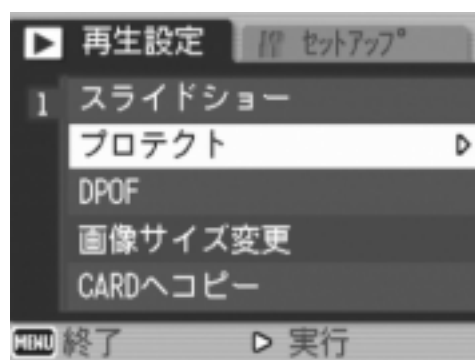 再生設定 セットアップ
1 スライドショー
プロテクト
DPOF
画像サイズ変更
CARDへコピー
MENU 終了 実行